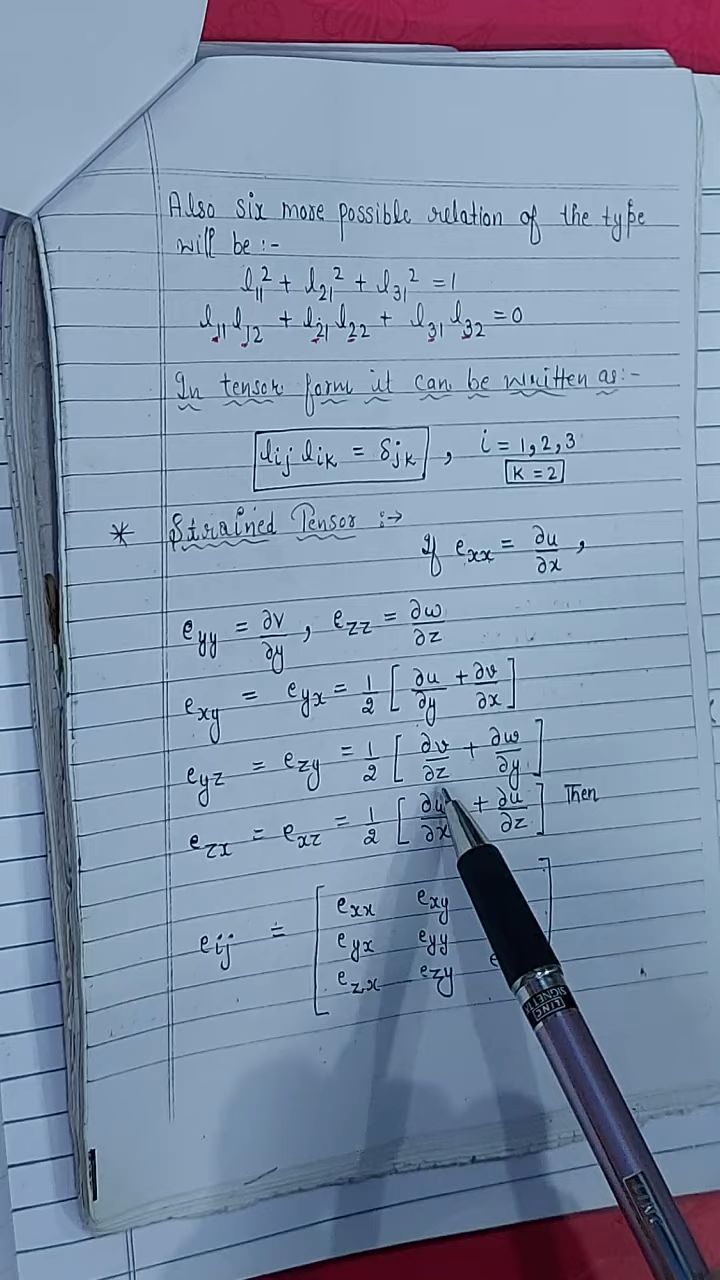 Also six more possible relation of the type
will be :-
l₁₁² + l₂₁² + l₃₁² = 1
l₁₁ l₁₂ + l₂₁ l₂₂ + l₃₁ l₃₂ = 0
In tensor form it can be written as:-
lij lik = δjk , i = 1, 2, 3
k = 2
* Strained Tensor :→
If exx = ∂u/∂x ,
eyy = ∂v/∂y , ezz = ∂w/∂z
exy = eyx = 1/2 [ ∂u/∂y + ∂v/∂x ]
eyz = ezy = 1/2 [ ∂v/∂z + ∂w/∂y ]
ezx = exz = 1/2 [ ∂ /∂x + ∂u/∂z ] Then
eij = [ exx exy
eyx eyy
ezx ezy e ]
LINC
SIGNET
LINC